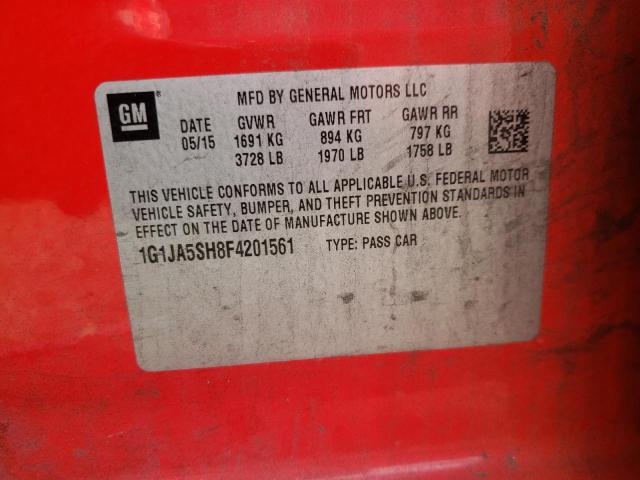 GM ®
MFD BY GENERAL MOTORS LLC
DATE GVWR GAWR FRT GAWR RR
05/15 1691 KG 894 KG 797 KG
3728 LB 1970 LB 1758 LB
THIS VEHICLE CONFORMS TO ALL APPLICABLE U.S. FEDERAL MOTOR
VEHICLE SAFETY, BUMPER, AND THEFT PREVENTION STANDARDS IN
EFFECT ON THE DATE OF MANUFACTURE SHOWN ABOVE.
1G1JA5SH8F4201561 TYPE: PASS CAR